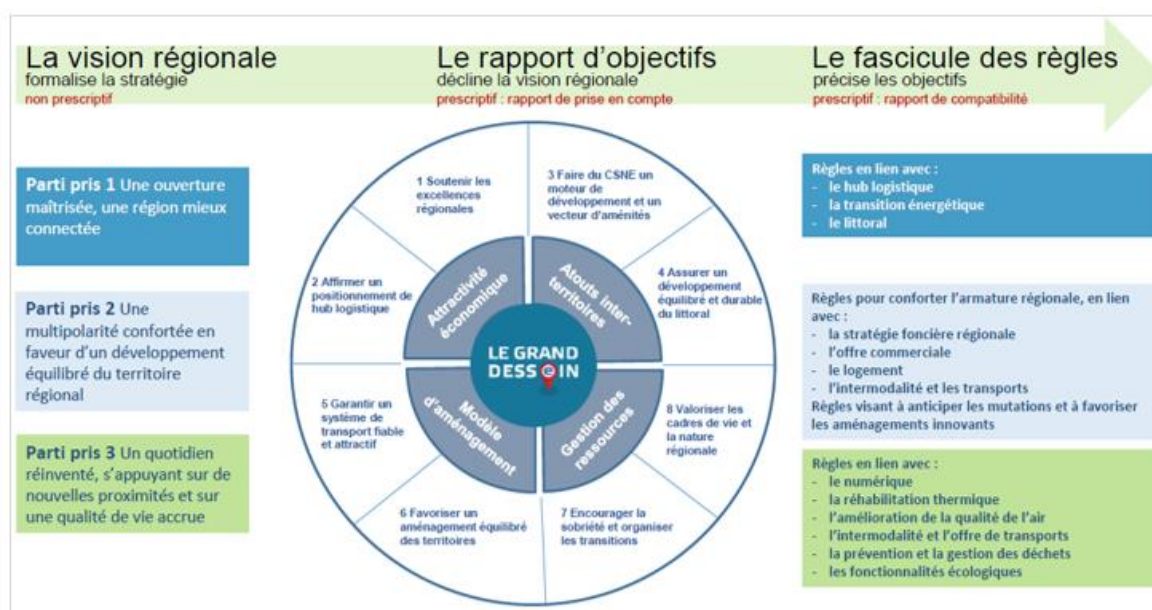 La vision régionale
formalise la stratégie
non prescriptif
Le rapport d'objectifs
décline la vision régionale
prescriptif : rapport de prise en compte
Le fascicule des règles
précise les objectifs
prescriptif : rapport de compatibilité
Parti pris 1 Une ouverture
maîtrisée, une région mieux
connectée
Parti pris 2 Une
multipolarité confortée en
faveur d'un développement
équilibré du territoire
régional
Parti pris 3 Un quotidien
réinventé, s'appuyant sur de
nouvelles proximités et sur
une qualité de vie accrue
1 Soutenir les
excellences
régionales
3 Faire du CSNE un
moteur de
développement et un
vecteur d'aménités
2 Affirmer un
positionnement de
hub logistique
4 Assurer un
développement
équilibré et durable
du littoral
Attractivité
économique
Atouts inter-
territoires
LE GRAND
DESSEIN
Modèle
d'aménagement
Gestion des
ressources
5 Garantir un
système de
transport fiable
et attractif
8 Valoriser les
cadres de vie et
la nature
régionale
6 Favoriser un
aménagement équilibré
des territoires
7 Encourager la
sobriété et organiser
les transitions
Règles en lien avec :
- le hub logistique
- la transition énergétique
- le littoral
Règles pour conforter l'armature régionale, en lien
avec :
- la stratégie foncière régionale
- l'offre commerciale
- le logement
- l'intermodalité et les transports
Règles visant à anticiper les mutations et à favoriser
les aménagements innovants
Règles en lien avec :
- le numérique
- la réhabilitation thermique
- l'amélioration de la qualité de l'air
- l'intermodalité et l'offre de transports
- la prévention et la gestion des déchets
- les fonctionnalités écologiques